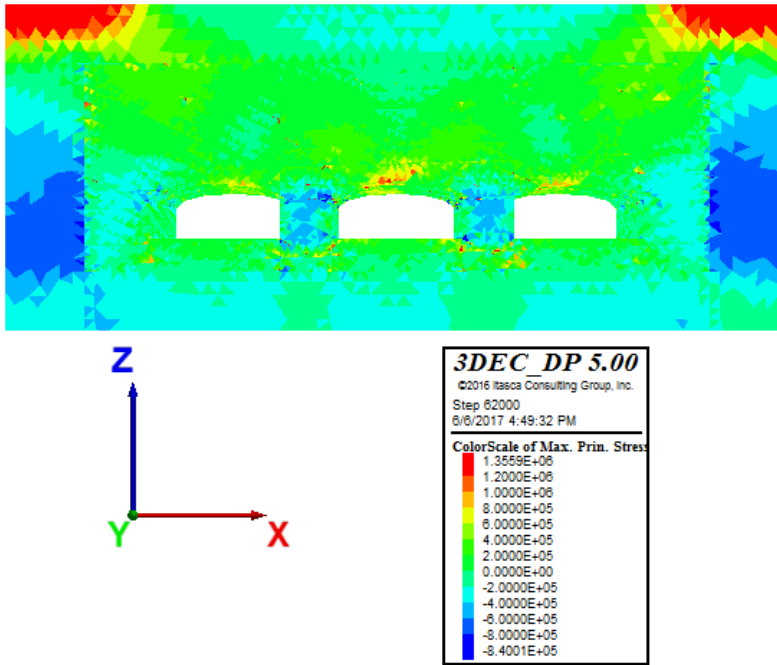 Z
Y
X
3DEC_DP 5.00
©2016 Itasca Consulting Group, Inc.
Step 62000
6/6/2017 4:49:32 PM
ColorScale of Max. Prin. Stress
1.3559E+06
1.2000E+06
1.0000E+06
8.0000E+05
6.0000E+05
4.0000E+05
2.0000E+05
0.0000E+00
-2.0000E+05
-4.0000E+05
-6.0000E+05
-8.0000E+05
-8.4001E+05